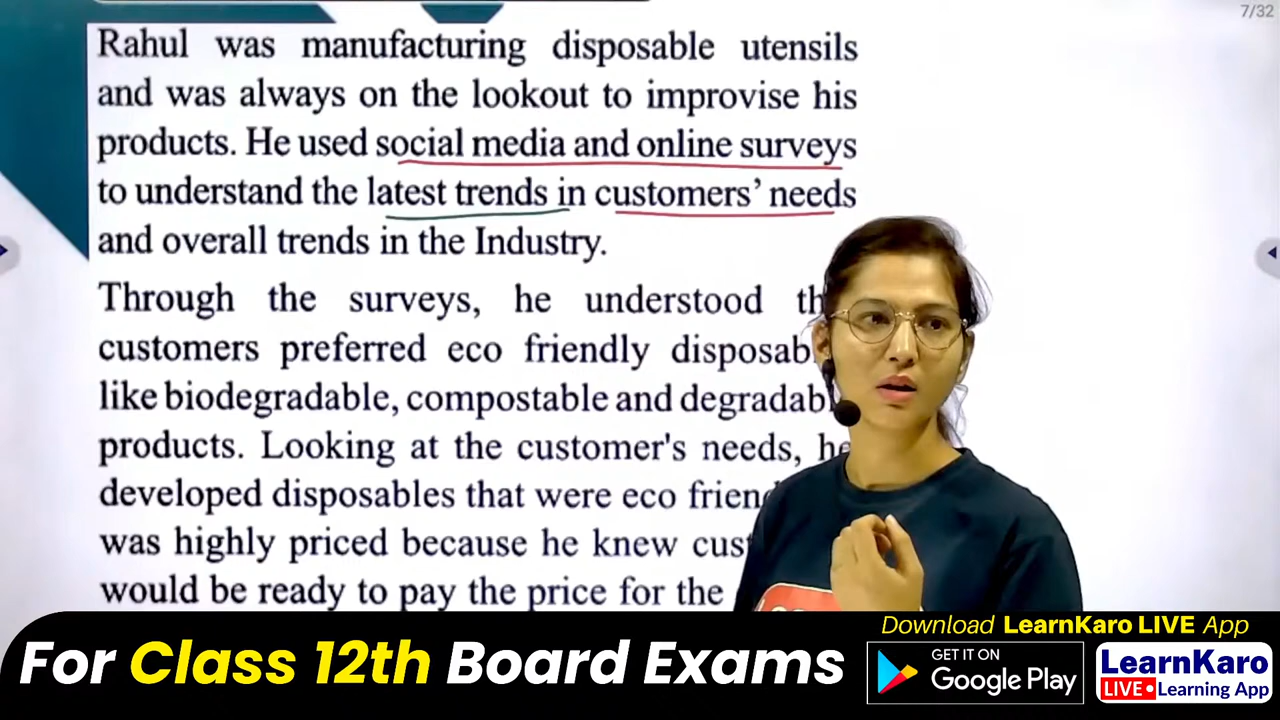 7/32
Rahul was manufacturing disposable utensils
and was always on the lookout to improvise his
products. He used social media and online surveys
to understand the latest trends in customers’ needs
and overall trends in the Industry.
Through the surveys, he understood
customers preferred eco friendly
like biodegradable, compostable and
products. Looking at the customer's needs, he
developed disposables that were eco
was highly priced because he knew
would be ready to pay the price for the
For Class 12th Board Exams
Download LearnKaro LIVE App
GET IT ON
Google Play
LearnKaro
LIVE Learning App